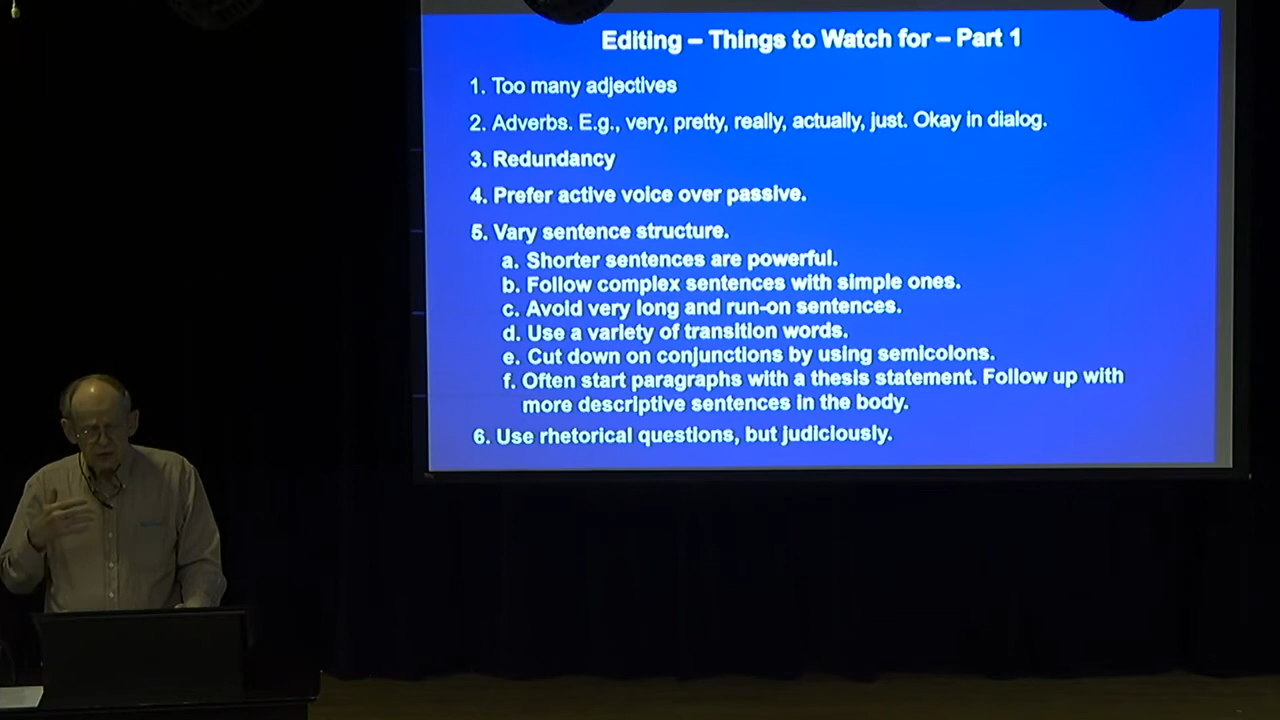 Editing – Things to Watch for – Part 1
1. Too many adjectives
2. Adverbs. E.g., very, pretty, really, actually, just. Okay in dialog.
3. Redundancy
4. Prefer active voice over passive.
5. Vary sentence structure.
a. Shorter sentences are powerful.
b. Follow complex sentences with simple ones.
c. Avoid very long and run-on sentences.
d. Use a variety of transition words.
e. Cut down on conjunctions by using semicolons.
f. Often start paragraphs with a thesis statement. Follow up with
more descriptive sentences in the body.
6. Use rhetorical questions, but judiciously.